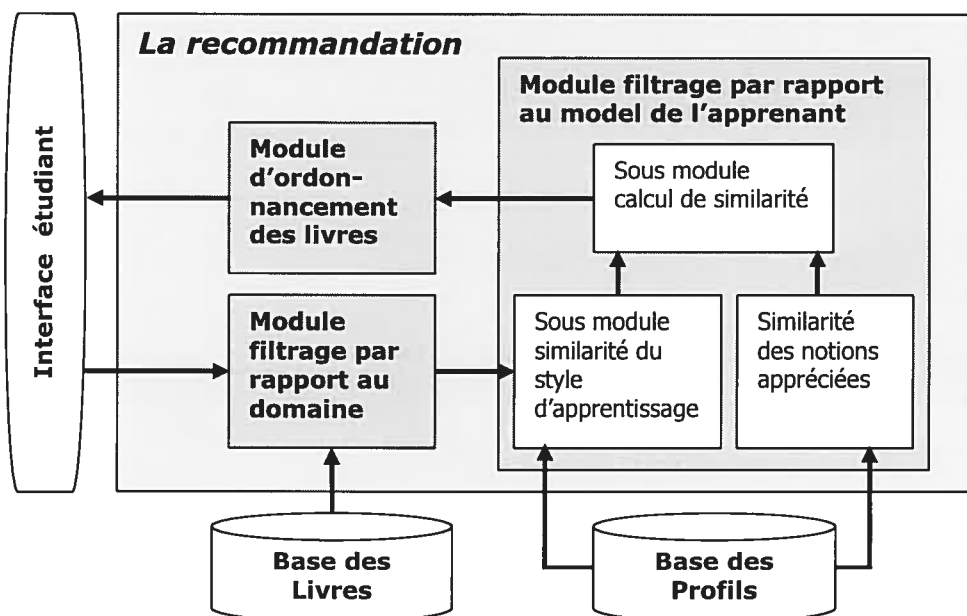 La recommandation
Interface étudiant
Module filtrage par rapport
au model de l'apprenant
Module
d'ordon-
nancement
des livres
Sous module
calcul de similarité
Module
filtrage par
rapport au
domaine
Sous module
similarité du
style
d'apprentissage
Similarité
des notions
appréciées
Base des
Livres
Base des
Profils